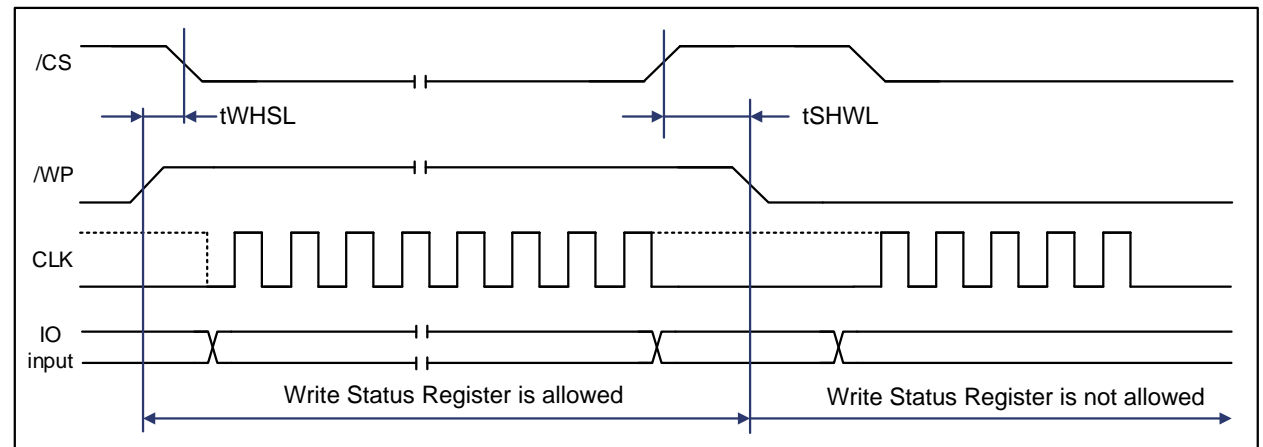 /CS
tWHSL
tSHWL
/WP
CLK
IO
input
Write Status Register is allowed
Write Status Register is not allowed